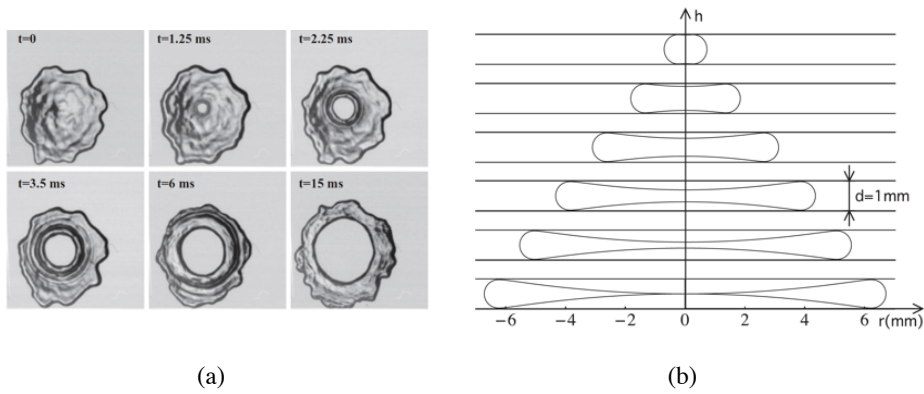 t=0
t=1.25 ms
t=2.25 ms
t=3.5 ms
t=6 ms
t=15 ms
(a)
h
d=1mm
−6 −4 −2 0 2 4 6 r(mm)
(b)